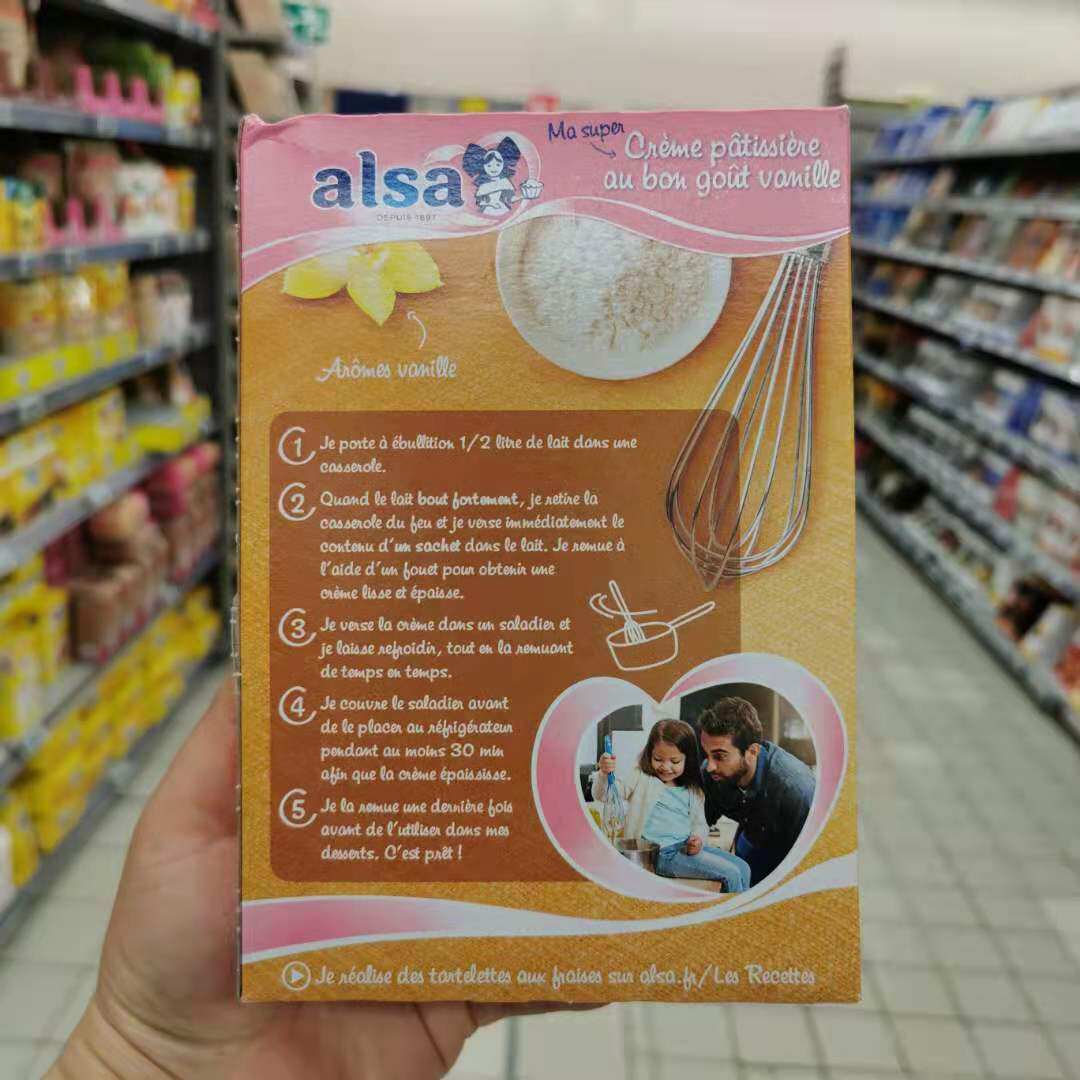 alsa
DEPUIS 1897
Ma super
Crème pâtissière
au bon goût vanille
Arômes vanille
1 Je porte à ébullition 1/2 litre de lait dans une
casserole.
2 Quand le lait bout fortement, je retire la
casserole du feu et je verse immédiatement le
contenu d'un sachet dans le lait. Je remue à
l'aide d'un fouet pour obtenir une
crème lisse et épaisse.
3 Je verse la crème dans un saladier et
je laisse refroidir, tout en la remuant
de temps en temps.
4 Je couvre le saladier avant
de le placer au réfrigérateur
pendant au moins 30 min
afin que la crème épaississe.
5 Je la remue une dernière fois
avant de l'utiliser dans mes
desserts. C'est prêt !
Je réalise des tartelettes aux fraises sur alsa.fr/Les Recettes